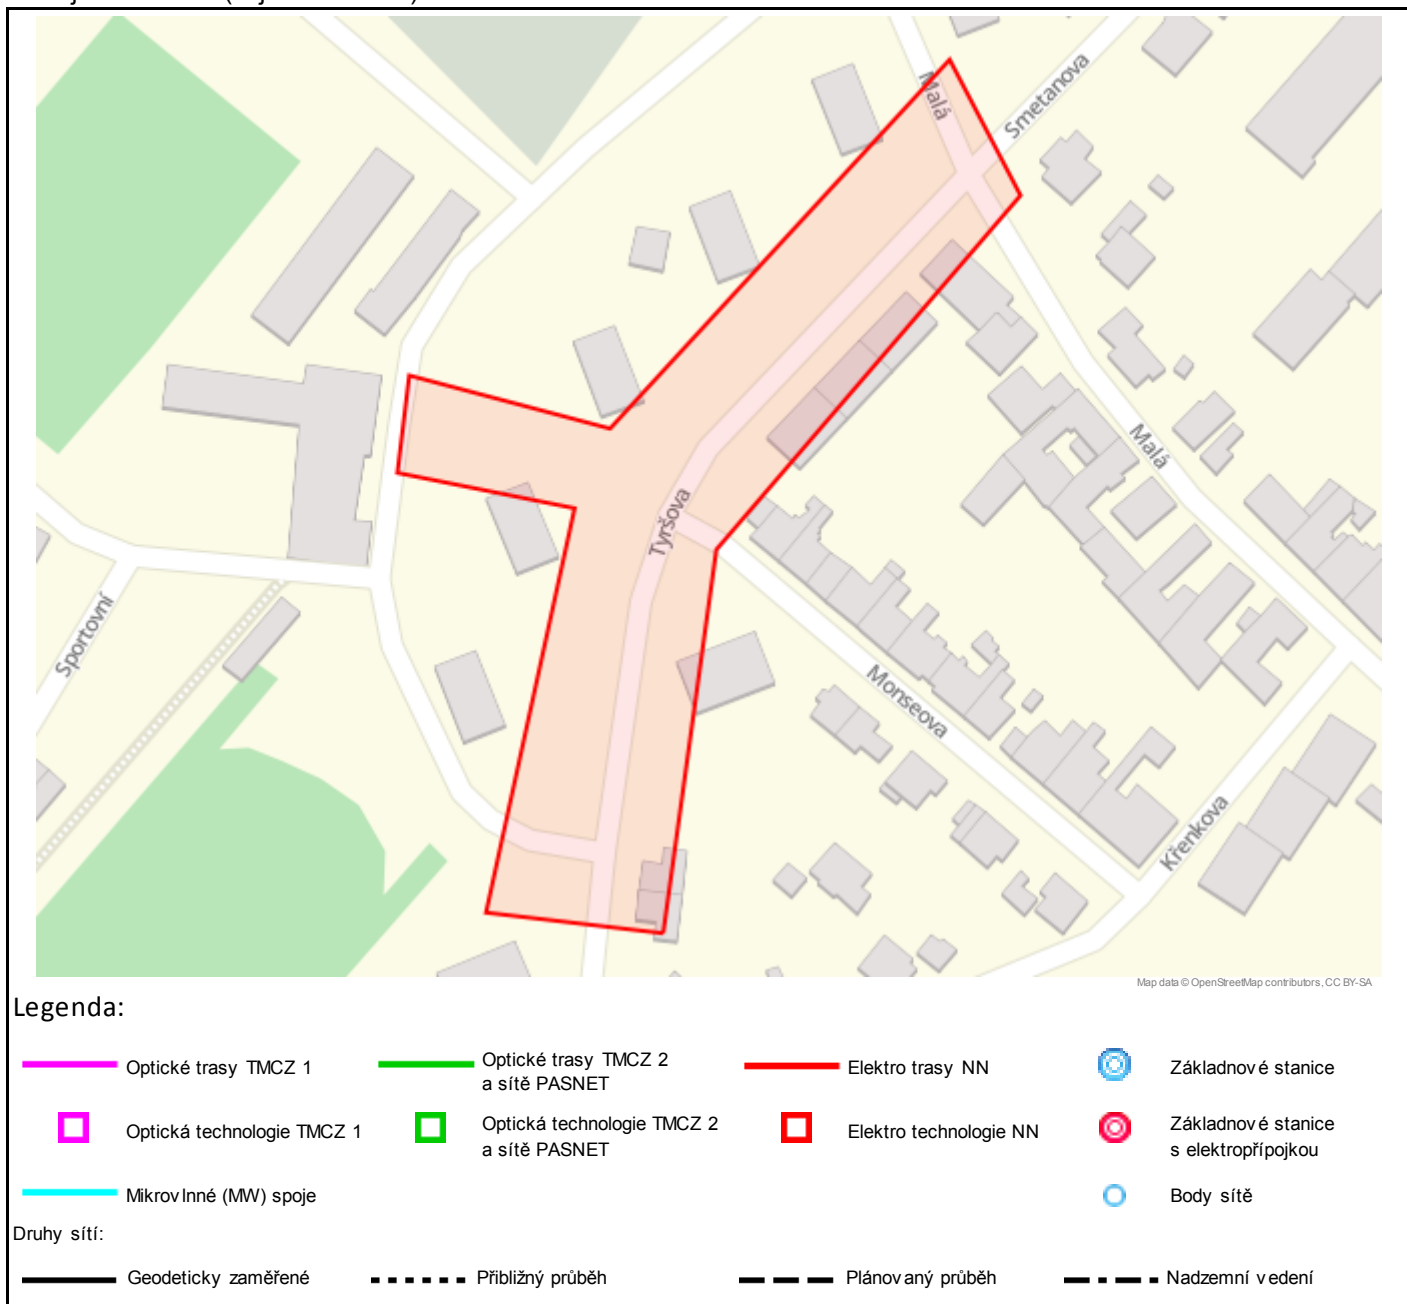 Malá
Smetanova
Malá
Tyršova
Sportovní
Monseova
Křenkova
Map data © OpenStreetMap contributors, CC BY-SA
Legenda:
Optické trasy TMCZ 1
Optické trasy TMCZ 2
a sítě PASNET
Elektro trasy NN
Základnové stanice
Optická technologie TMCZ 1
Optická technologie TMCZ 2
a sítě PASNET
Elektro technologie NN
Základnové stanice
s elektropřípojkou
Mikrovlnné (MW) spoje
Body sítě
Druhy sítí:
Geodeticky zaměřené
Přibližný průběh
Plánovaný průběh
Nadzemní vedení